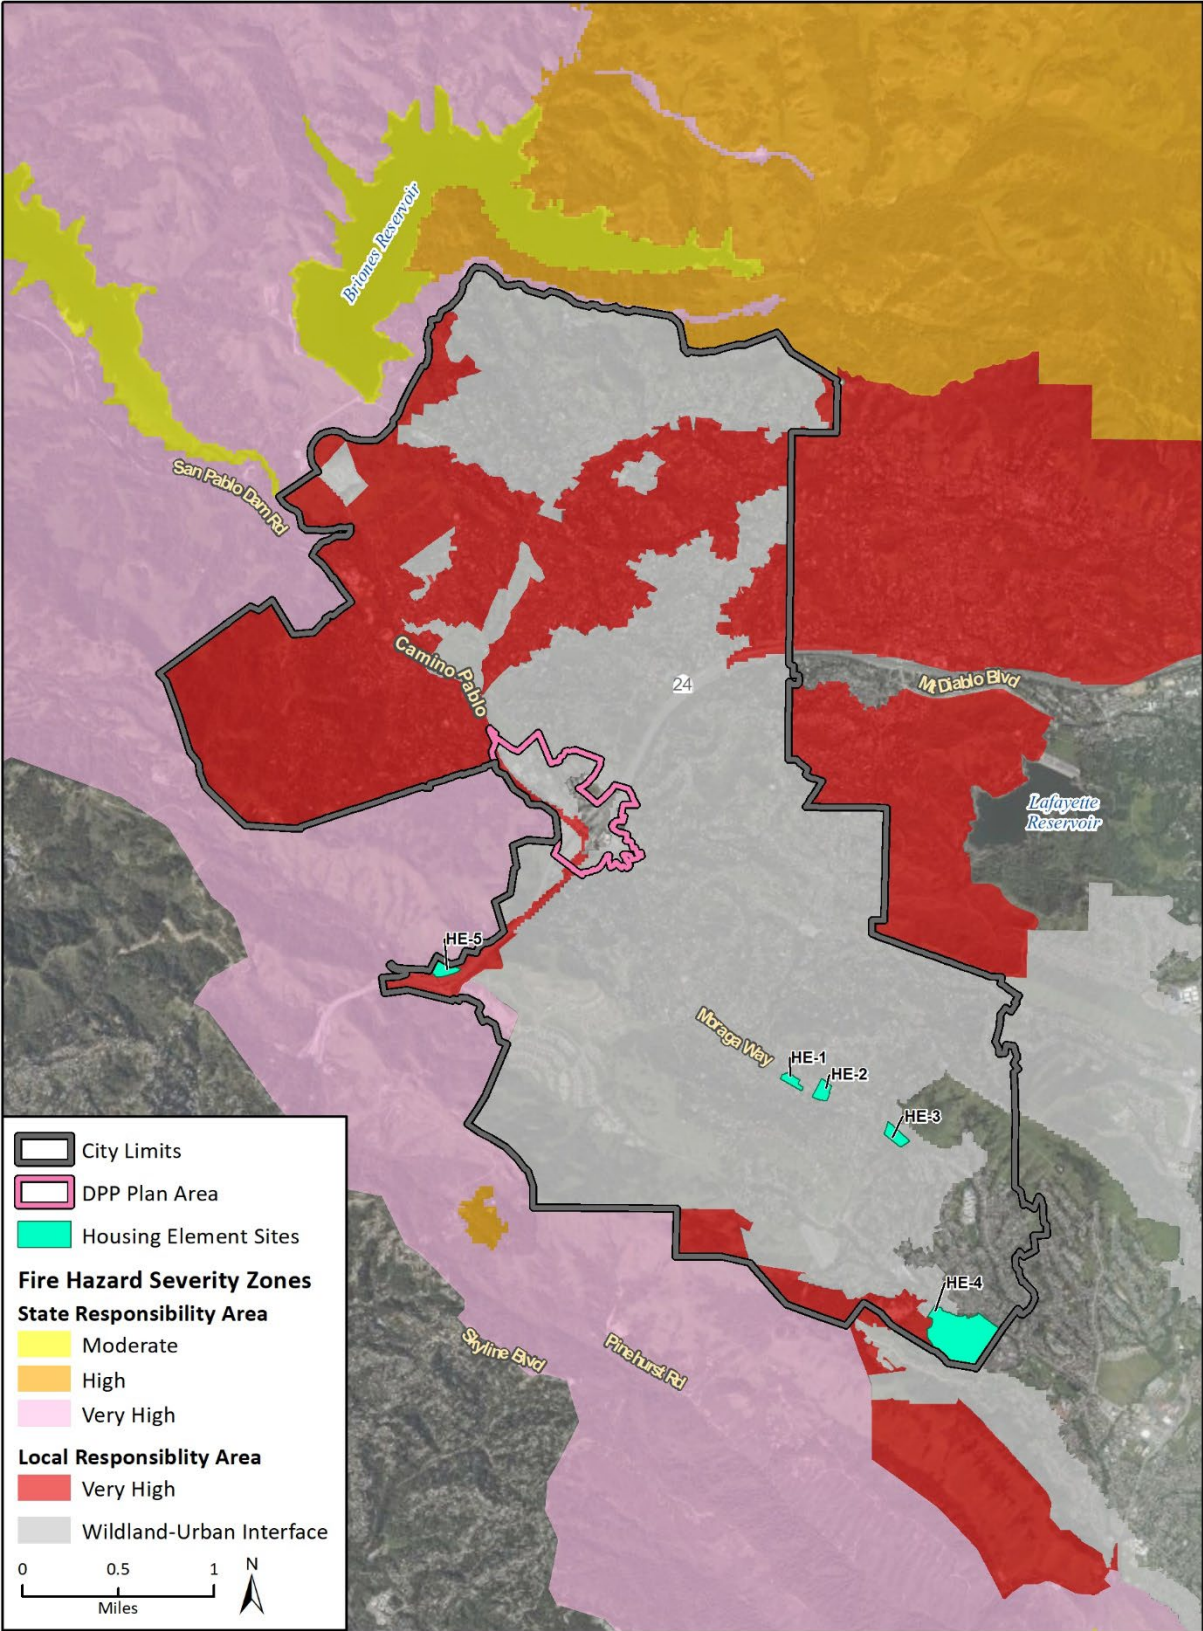 Briones Reservoir
San Pablo Dam Rd
Camino Pablo
24
Mt Diablo Blvd
Lafayette
Reservoir
HE-5
Moraga Way
HE-1
HE-2
HE-3
HE-4
Skyline Blvd
Pinehurst Rd
City Limits
DPP Plan Area
Housing Element Sites
Fire Hazard Severity Zones
State Responsibility Area
Moderate
High
Very High
Local Responsiblity Area
Very High
Wildland-Urban Interface
0 0.5 1
Miles
N